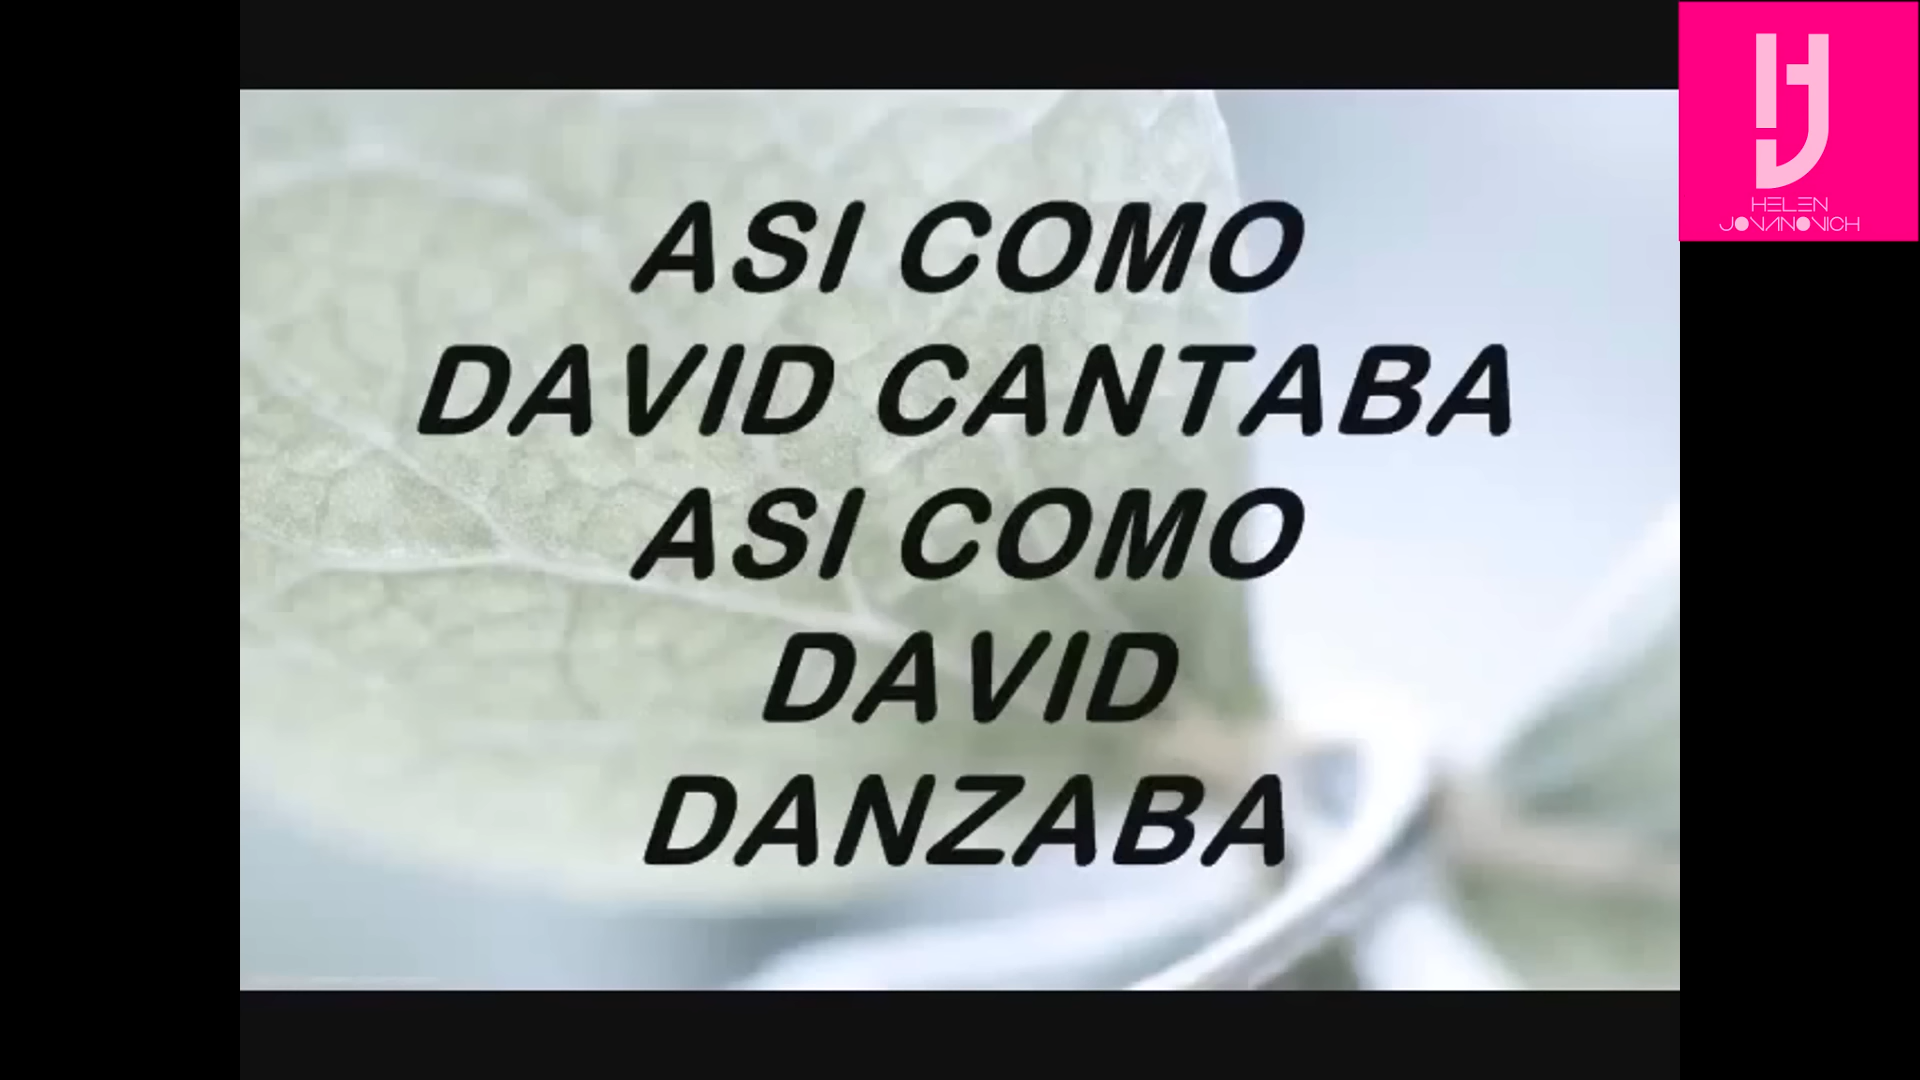 ASI COMO
DAVID CANTABA
ASI COMO
DAVID
DANZABA
HELEN
JOVANOVICH